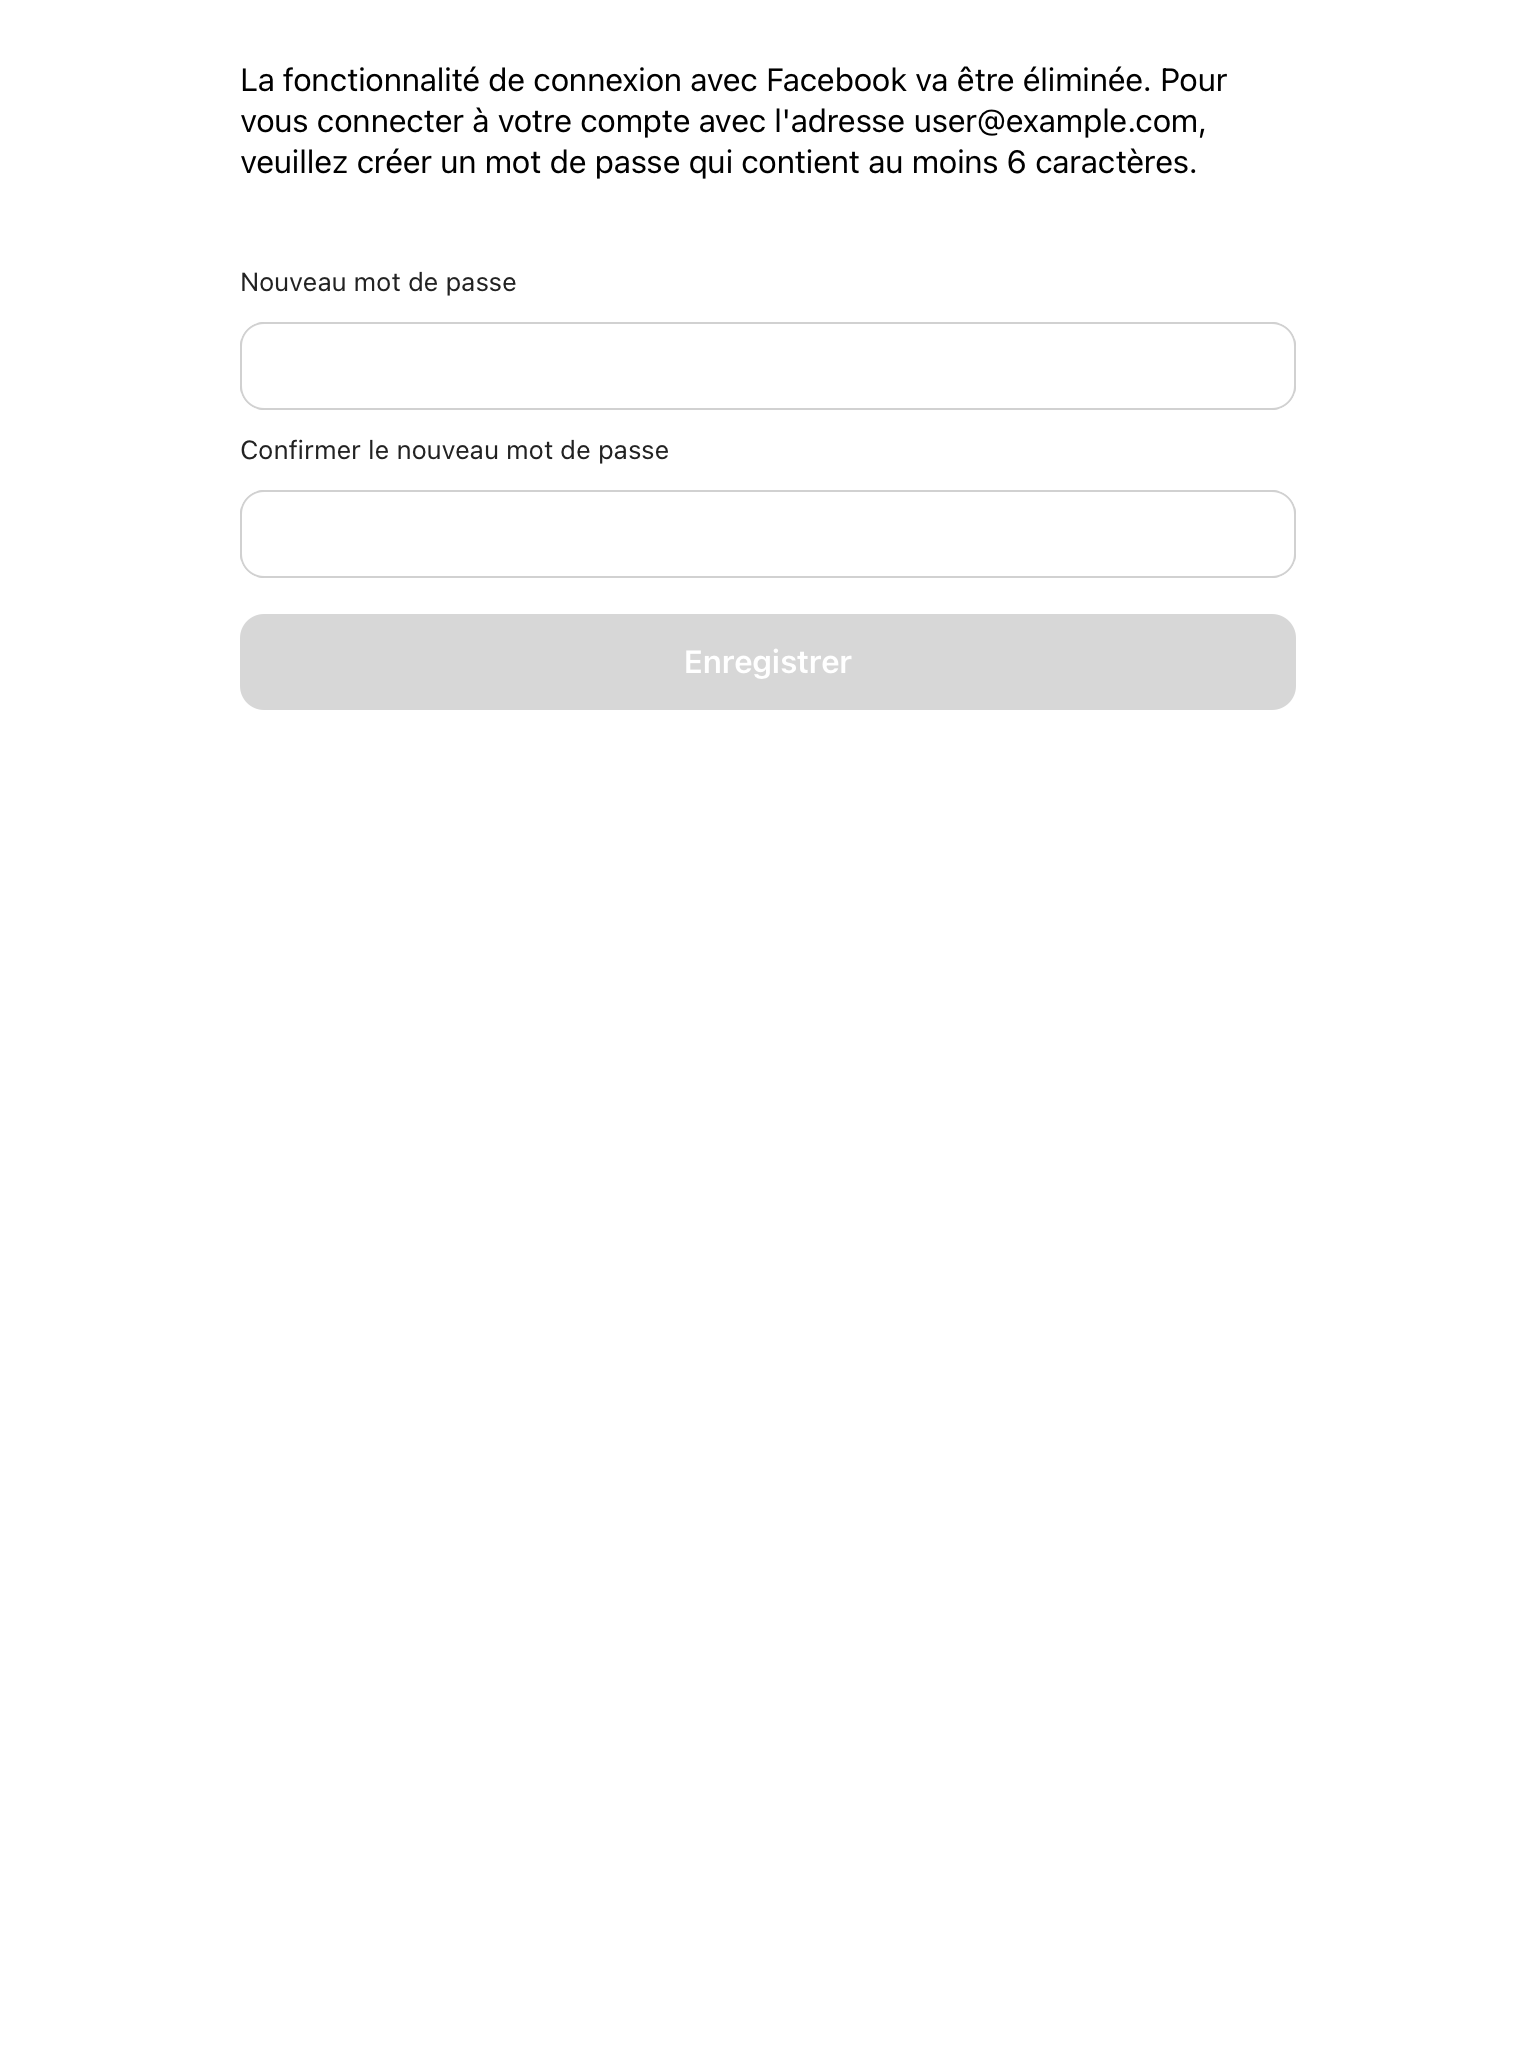 La fonctionnalité de connexion avec Facebook va être éliminée. Pour
vous connecter à votre compte avec l'adresse user@example.com,
veuillez créer un mot de passe qui contient au moins 6 caractères.
Nouveau mot de passe
Confirmer le nouveau mot de passe
Enregistrer